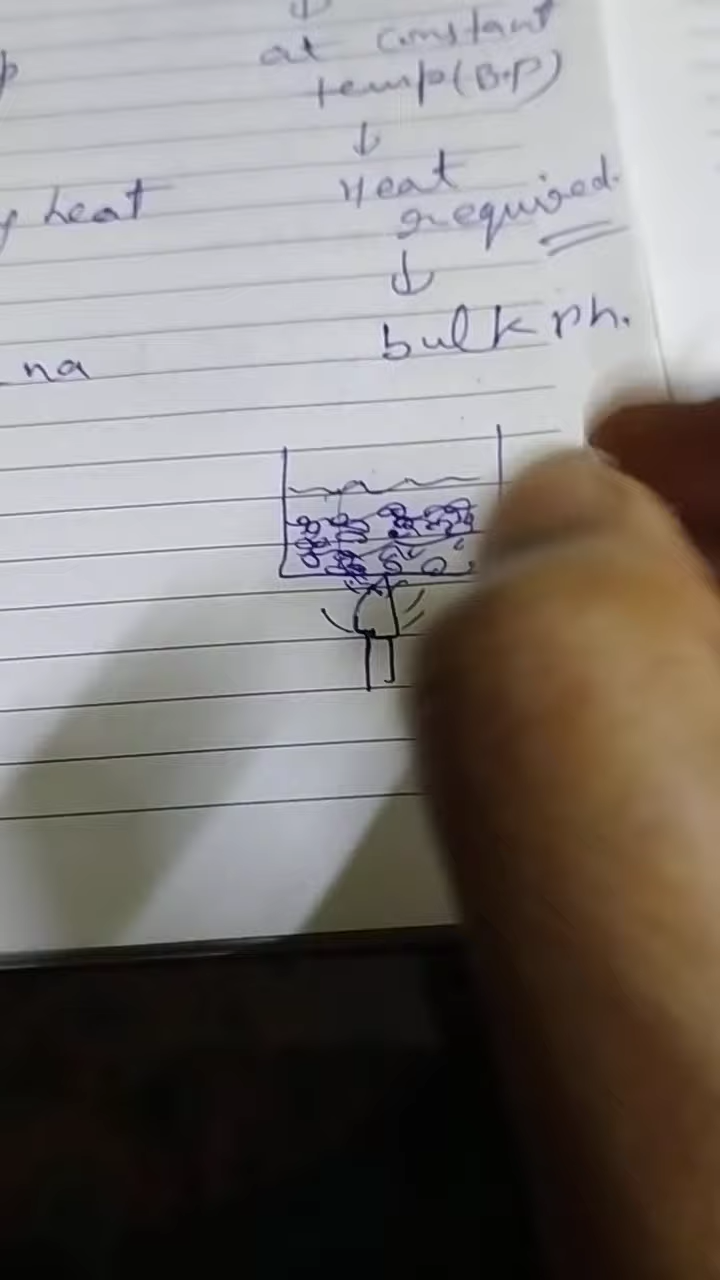 at constant
temp(B.P)
↓
Heat
required.
↓
bulk ph.
heat
na